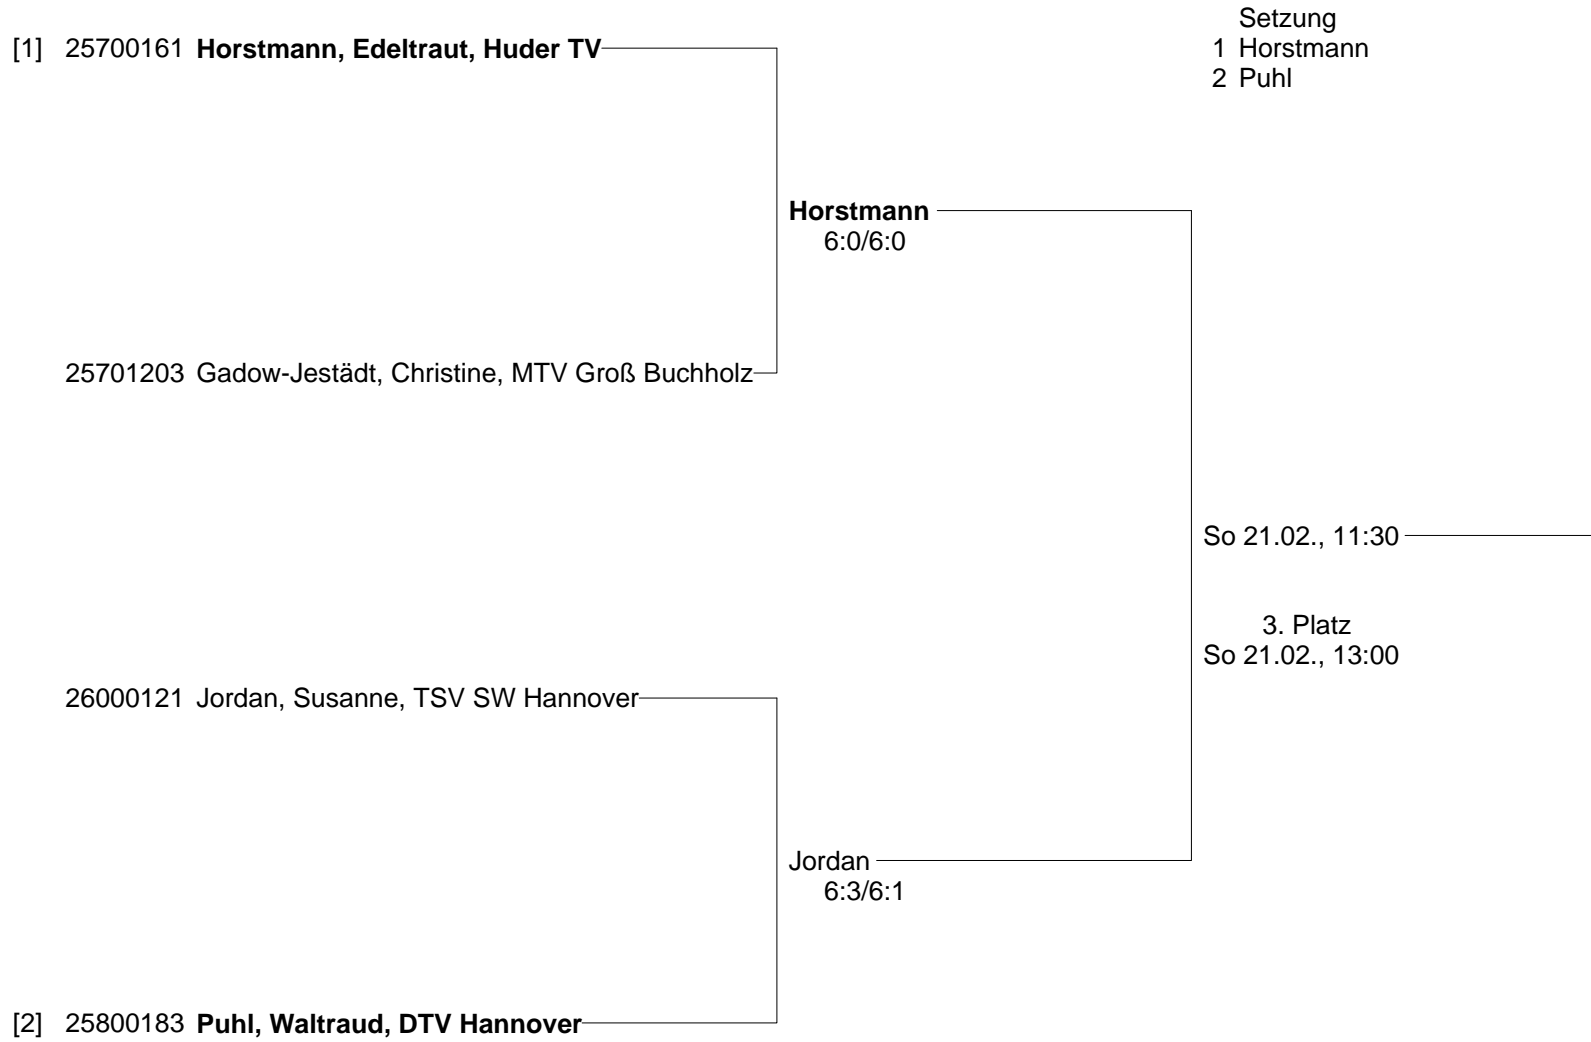 Setzung
1 Horstmann
2 Puhl
[1] 25700161 Horstmann, Edeltraut, Huder TV
Horstmann
6:0/6:0
25701203 Gadow-Jestädt, Christine, MTV Groß Buchholz
So 21.02., 11:30
3. Platz
So 21.02., 13:00
26000121 Jordan, Susanne, TSV SW Hannover
Jordan
6:3/6:1
[2] 25800183 Puhl, Waltraud, DTV Hannover